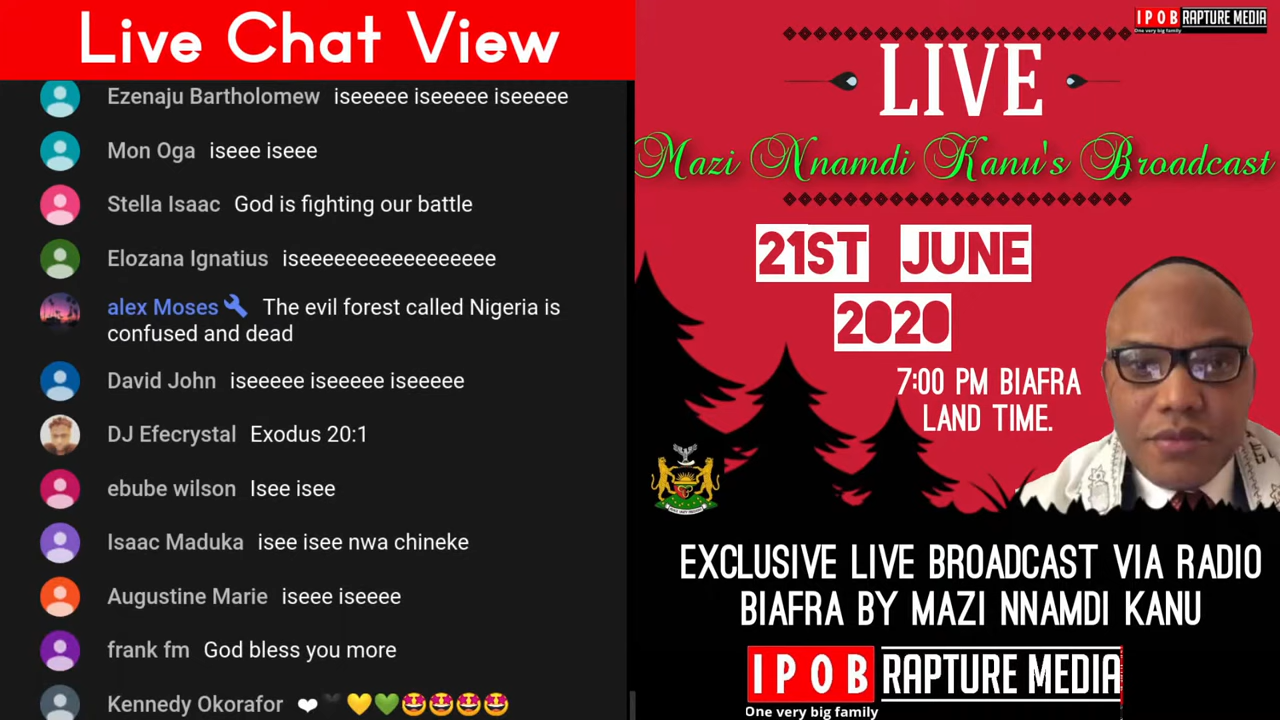 Live Chat View
Ezenaju Bartholomew iseeeee iseeeee iseeeee
Mon Oga iseee iseee
Stella Isaac God is fighting our battle
Elozana Ignatius iseeeeeeeeeeeeeeeee
alex Moses The evil forest called Nigeria is
confused and dead
David John iseeeee iseeeee iseeeee
DJ Efecrystal Exodus 20:1
ebube wilson Isee isee
Isaac Maduka isee isee nwa chineke
Augustine Marie iseee iseeee
frank fm God bless you more
Kennedy Okorafor
IPOB RAPTURE MEDIA
One very big family
LIVE
Mazi Nnamdi Kanu's Broadcast
21ST JUNE
2020
7:00 PM BIAFRA
LAND TIME.
EXCLUSIVE LIVE BROADCAST VIA RADIO
BIAFRA BY MAZI NNAMDI KANU
IPOB RAPTURE MEDIA
One very big family